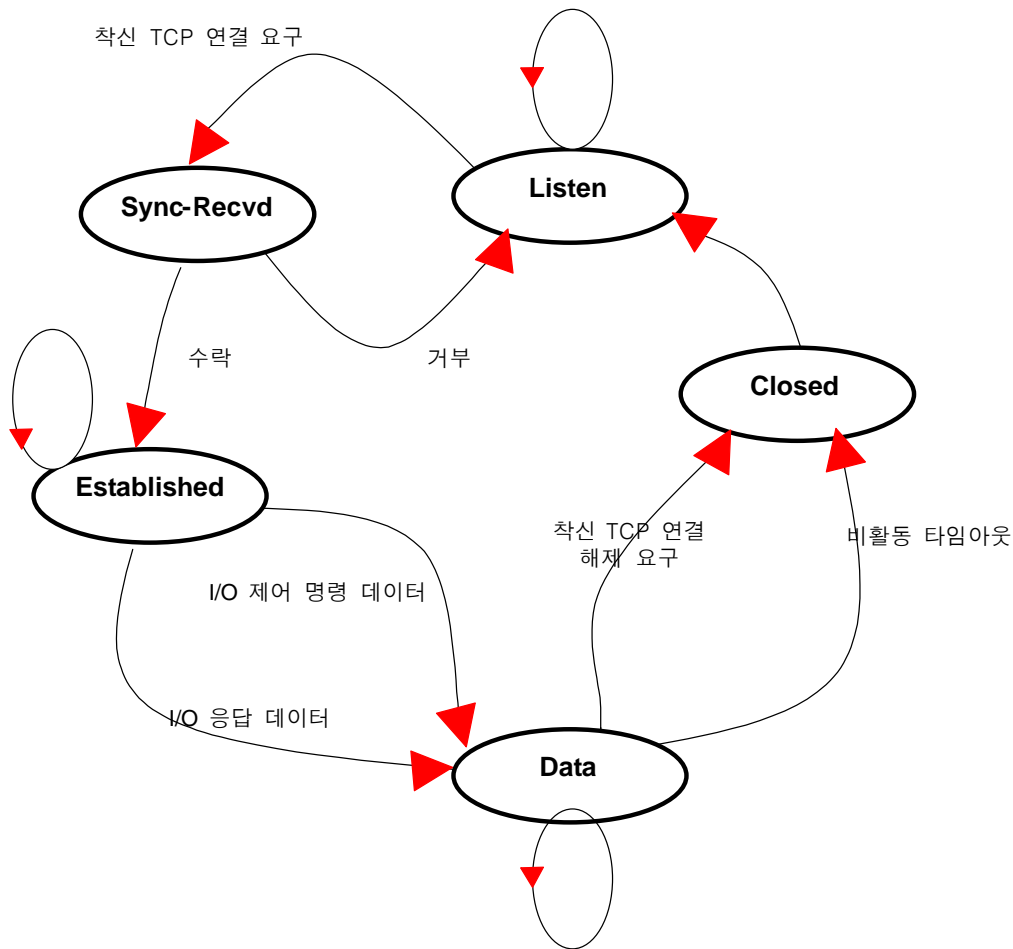 착신 TCP 연결 요구
Listen
Sync-Recvd
수락
거부
Closed
Established
착신 TCP 연결
해제 요구
비활동 타임아웃
I/O 제어 명령 데이터
I/O 응답 데이터
Data